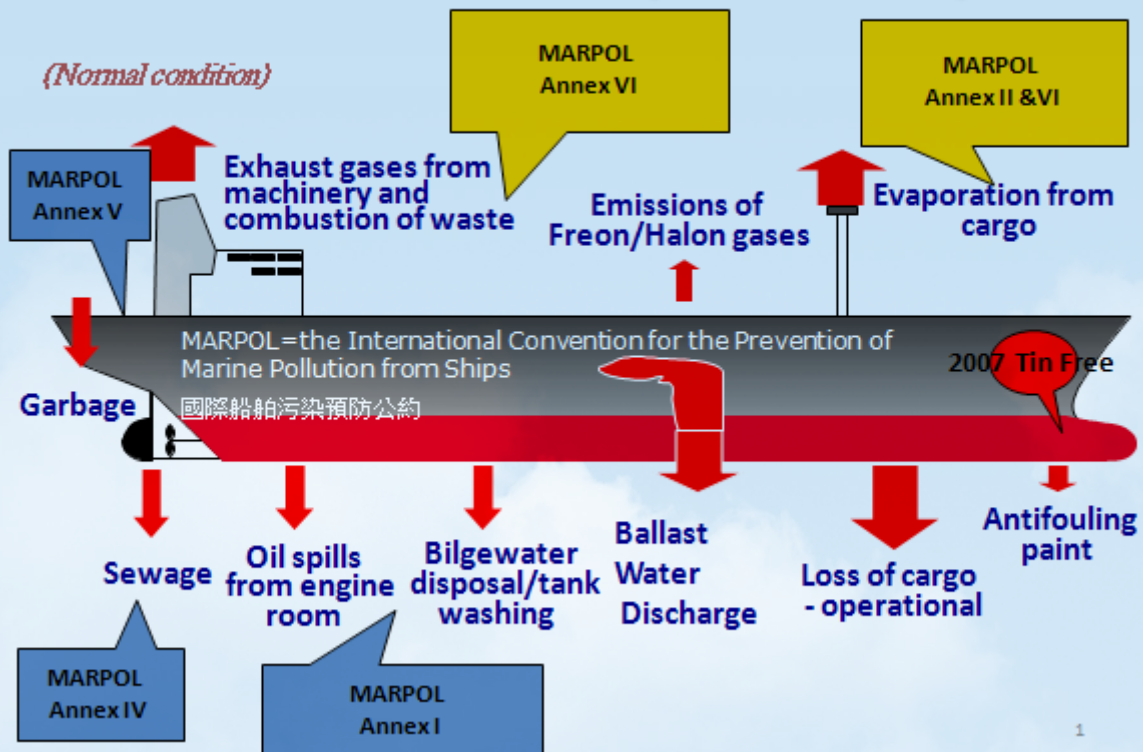 (Normal condition)
MARPOL
Annex VI
MARPOL
Annex II &VI
MARPOL
Annex V
Exhaust gases from
machinery and
combustion of waste
Emissions of
Freon/Halon gases
Evaporation from
cargo
MARPOL=the International Convention for the Prevention of
Marine Pollution from Ships
國際船舶污染預防公約
2007 Tin Free
Garbage
Sewage
Oil spills
from engine
room
Bilgewater
disposal/tank
washing
Ballast
Water
Discharge
Loss of cargo
- operational
Antifouling
paint
MARPOL
Annex IV
MARPOL
Annex I
1